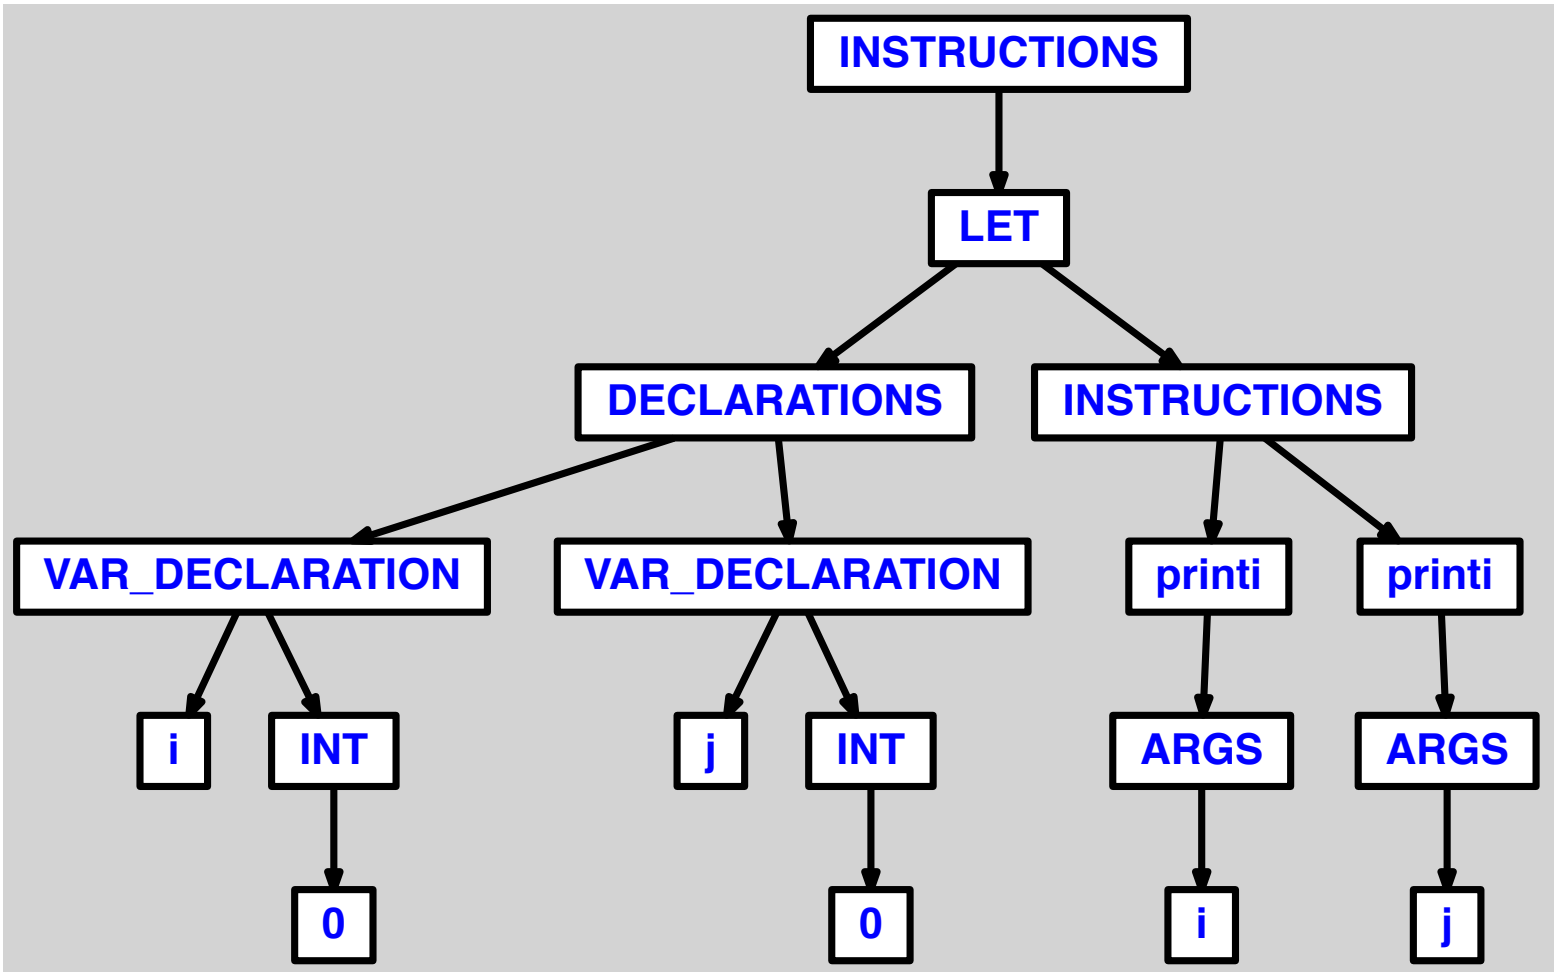 INSTRUCTIONS
LET
DECLARATIONS INSTRUCTIONS
VAR_DECLARATION VAR_DECLARATION printi printi
i INT j INT ARGS ARGS
0 0 i j